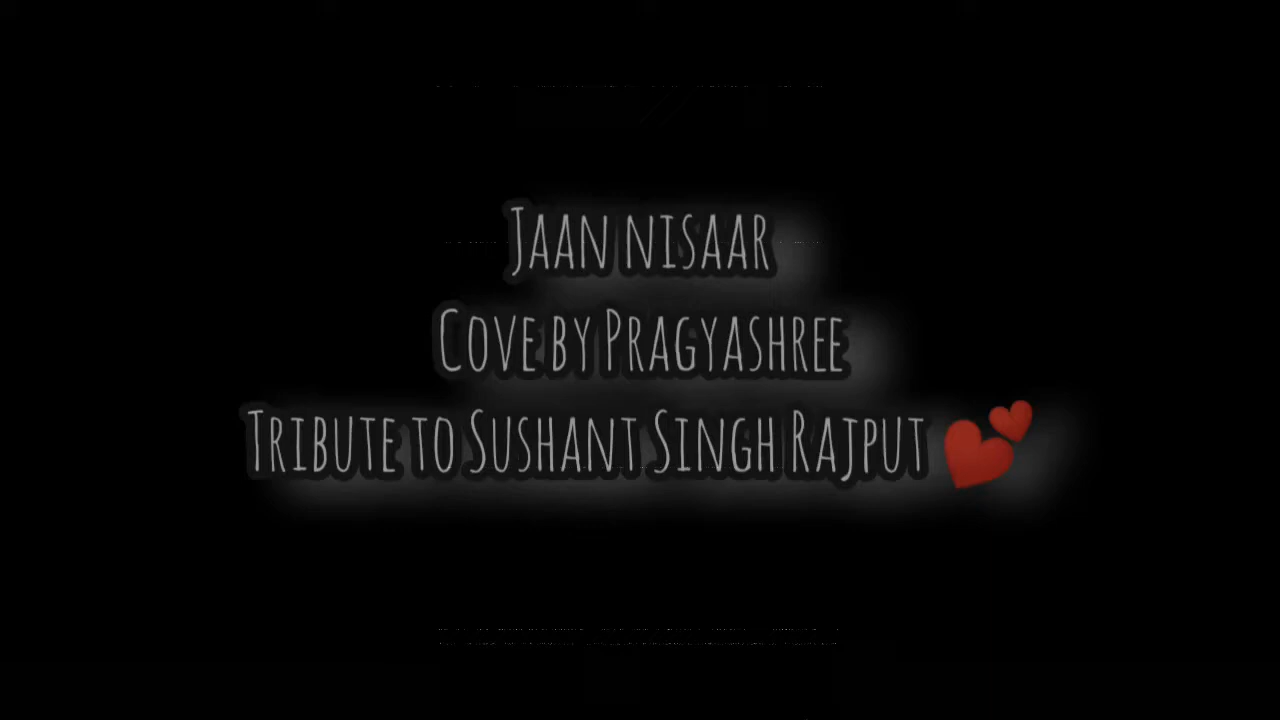 Jaan nisaar
Cove by Pragyashree
Tribute to Sushant Singh Rajput 💕